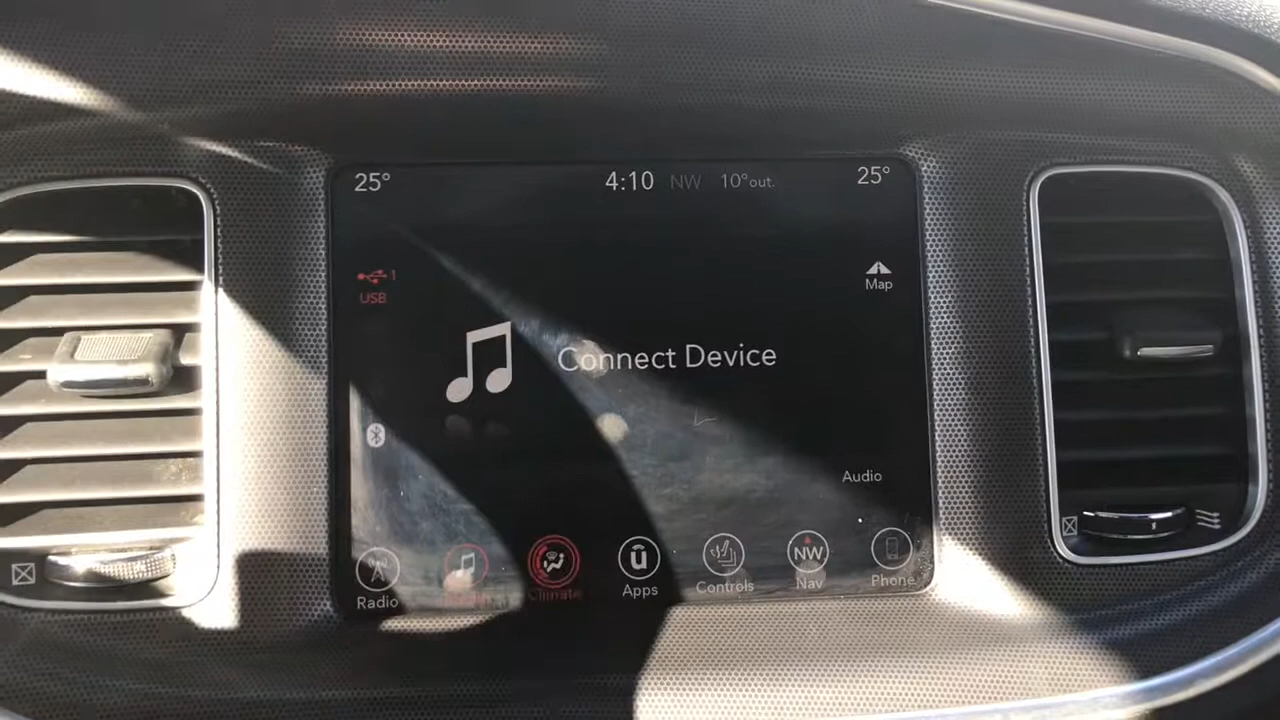 25° 4:10 NW 10°out. 25°
1
USB
Map
Connect Device
Audio
NW
Radio Climate Apps Controls Nav Phone